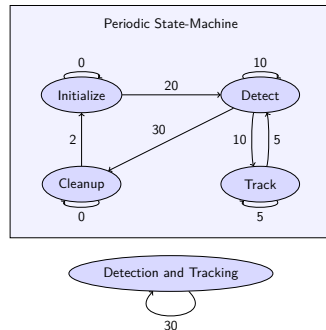 Periodic State-Machine
0
10
Initialize
20
Detect
30
2
10
5
Cleanup
Track
0
5
Detection and Tracking
30